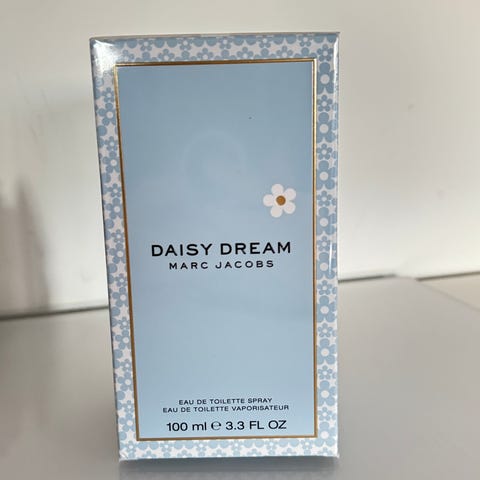 DAISY DREAM
MARC JACOBS
EAU DE TOILETTE SPRAY
EAU DE TOILETTE VAPORISATEUR
100 ml ℮ 3.3 FL OZ